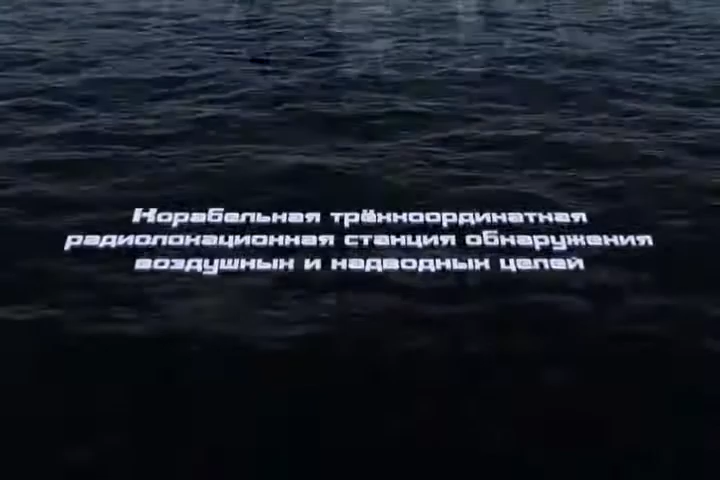 Корабельная трёхкоординатная
радиолокационная станция обнаружения
воздушных и надводных целей